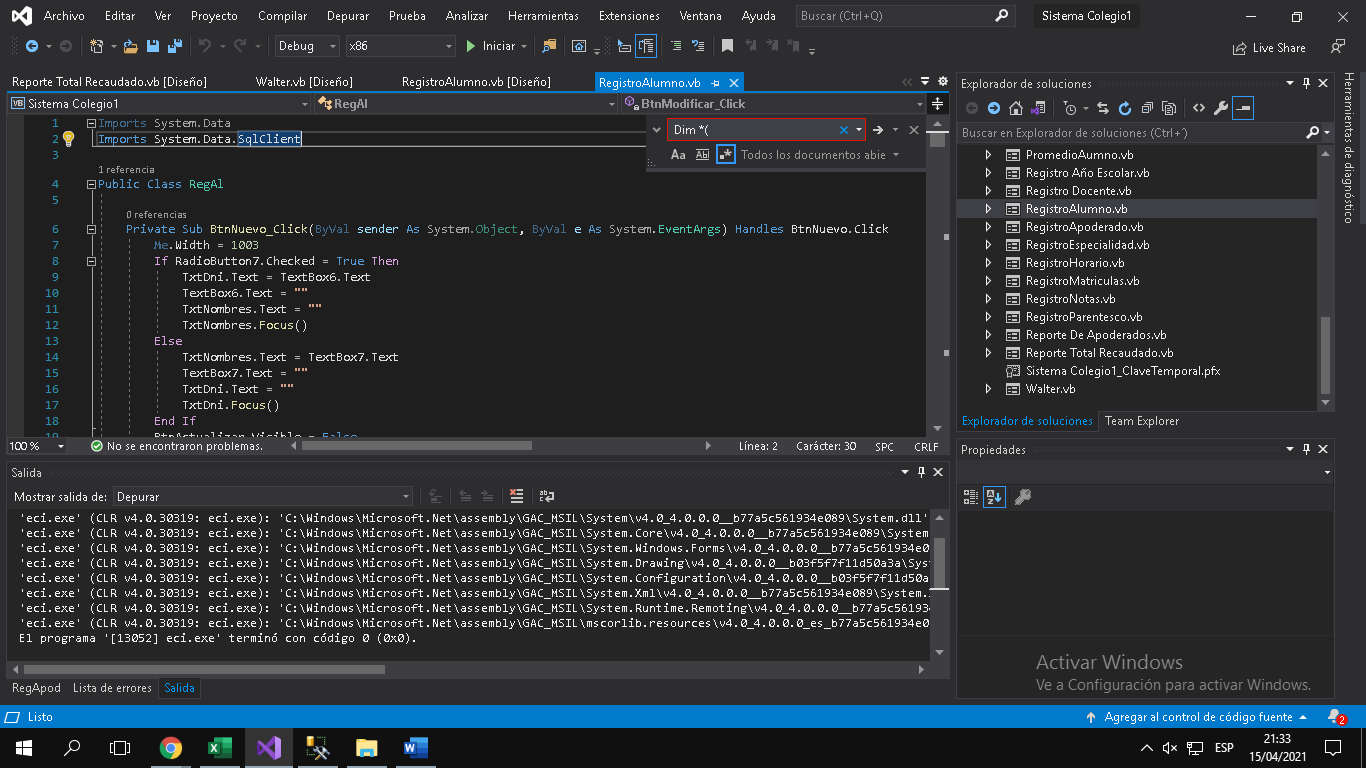 Archivo Editar Ver Proyecto Compilar Depurar Prueba Analizar Herramientas Extensiones Ventana Ayuda Buscar (Ctrl+Q) Sistema Colegio1
Debug x86 Iniciar Live Share
Reporte Total Recaudado.vb [Diseño] Walter.vb [Diseño] RegistroAlumno.vb [Diseño] RegistroAlumno.vb
Sistema Colegio1 RegAl BtnModificar_Click
1 Imports System.Data
2 Imports System.Data.SqlClient
3
1 referencia
4 Public Class RegAl
5
0 referencias
6 Private Sub BtnNuevo_Click(ByVal sender As System.Object, ByVal e As System.EventArgs) Handles BtnNuevo.Click
7 Me.Width = 1003
8 If RadioButton7.Checked = True Then
9 TxtDni.Text = TextBox6.Text
10 TextBox6.Text = ""
11 TxtNombres.Text = ""
12 TxtNombres.Focus()
13 Else
14 TxtNombres.Text = TextBox7.Text
15 TextBox7.Text = ""
16 TxtDni.Text = ""
17 TxtDni.Focus()
18 End If
19 BtnActualizar.Visible = False
Dim *(
Aa Ab Todos los documentos abie
100 % No se encontraron problemas. Línea: 2 Carácter: 30 SPC CRLF
Salida
Mostrar salida de: Depurar
'eci.exe' (CLR v4.0.30319: eci.exe): 'C:\Windows\Microsoft.Net\assembly\GAC_MSIL\System\v4.0_4.0.0.0__b77a5c561934e089\System.dll'
'eci.exe' (CLR v4.0.30319: eci.exe): 'C:\Windows\Microsoft.Net\assembly\GAC_MSIL\System.Core\v4.0_4.0.0.0__b77a5c561934e089\System
'eci.exe' (CLR v4.0.30319: eci.exe): 'C:\Windows\Microsoft.Net\assembly\GAC_MSIL\System.Windows.Forms\v4.0_4.0.0.0__b77a5c561934e0
'eci.exe' (CLR v4.0.30319: eci.exe): 'C:\Windows\Microsoft.Net\assembly\GAC_MSIL\System.Drawing\v4.0_4.0.0.0__b03f5f7f11d50a3a\Syst
'eci.exe' (CLR v4.0.30319: eci.exe): 'C:\Windows\Microsoft.Net\assembly\GAC_MSIL\System.Configuration\v4.0_4.0.0.0__b03f5f7f11d50a
'eci.exe' (CLR v4.0.30319: eci.exe): 'C:\Windows\Microsoft.Net\assembly\GAC_MSIL\System.Xml\v4.0_4.0.0.0__b77a5c561934e089\System.
'eci.exe' (CLR v4.0.30319: eci.exe): 'C:\Windows\Microsoft.Net\assembly\GAC_MSIL\System.Runtime.Remoting\v4.0_4.0.0.0__b77a5c56193
'eci.exe' (CLR v4.0.30319: eci.exe): 'C:\Windows\Microsoft.Net\assembly\GAC_MSIL\mscorlib.resources\v4.0_4.0.0.0_es_b77a5c561934e0
El programa '[13052] eci.exe' terminó con código 0 (0x0).
RegApod Lista de errores Salida
Explorador de soluciones
Buscar en Explorador de soluciones (Ctrl+´)
PromedioAumno.vb
Registro Año Escolar.vb
Registro Docente.vb
RegistroAlumno.vb
RegistroApoderado.vb
RegistroEspecialidad.vb
RegistroHorario.vb
RegistroMatriculas.vb
RegistroNotas.vb
RegistroParentesco.vb
Reporte De Apoderados.vb
Reporte Total Recaudado.vb
Sistema Colegio1_ClaveTemporal.pfx
Walter.vb
Explorador de soluciones Team Explorer
Propiedades
Herramientas de diagnóstico
Activar Windows
Ve a Configuración para activar Windows.
Listo Agregar al control de código fuente 2
ESP 21:33
15/04/2021